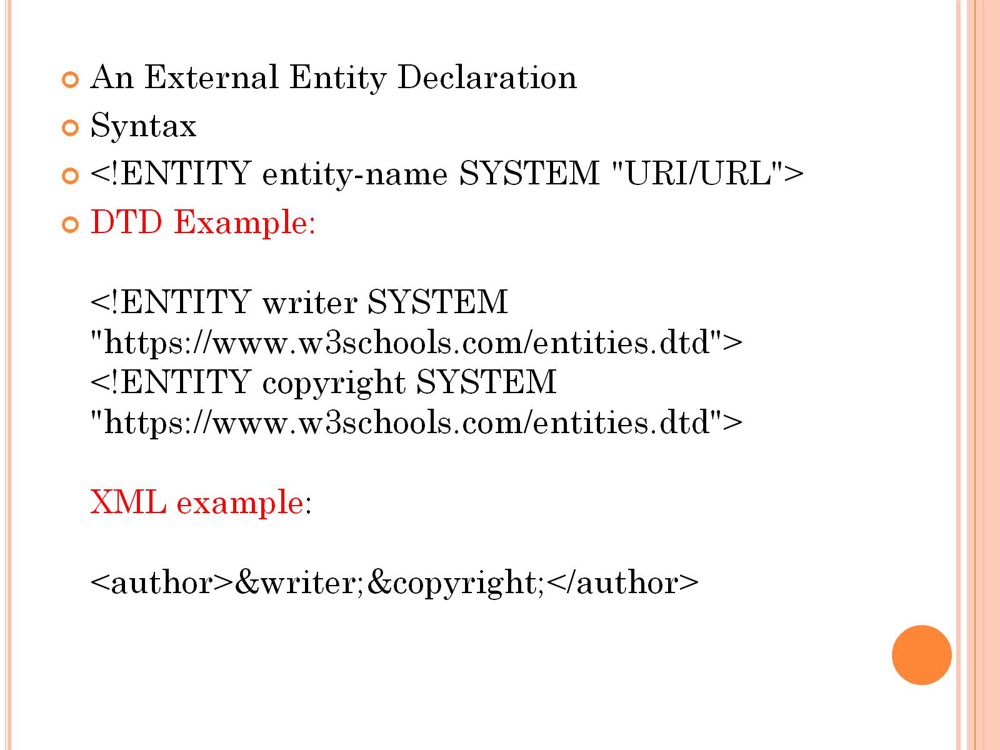 An External Entity Declaration
Syntax
<!ENTITY entity-name SYSTEM "URI/URL">
DTD Example:
<!ENTITY writer SYSTEM
"https://www.w3schools.com/entities.dtd">
<!ENTITY copyright SYSTEM
"https://www.w3schools.com/entities.dtd">
XML example:
<author>&writer;&copyright;</author>